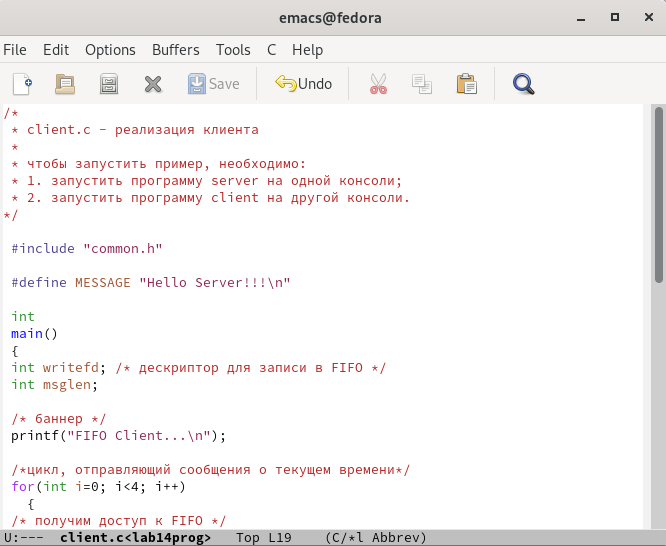 emacs@fedora
File Edit Options Buffers Tools C Help
Save Undo
/*
 * client.c - реализация клиента
 *
 * чтобы запустить пример, необходимо:
 * 1. запустить программу server на одной консоли;
 * 2. запустить программу client на другой консоли.
*/
 #include "common.h"
 #define MESSAGE "Hello Server!!!\n"
 int
 main()
 {
 int writefd; /* дескриптор для записи в FIFO */
 int msglen;
 /* баннер */
 printf("FIFO Client...\n");
 /*цикл, отправляющий сообщения о текущем времени*/
 for(int i=0; i<4; i++)
   {
 /* получим доступ к FIFO */
U:--- client.c<lab14prog> Top L19 (C/*l Abbrev)